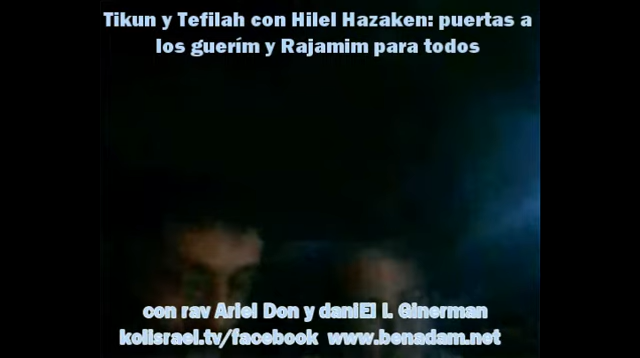 Tikun y Tefilah con Hilel Hazaken: puertas a
los guerím y Rajamim para todos
con rav Ariel Don y daniEl I. Ginerman
kolisrael.tv/facebook www.benadam.net